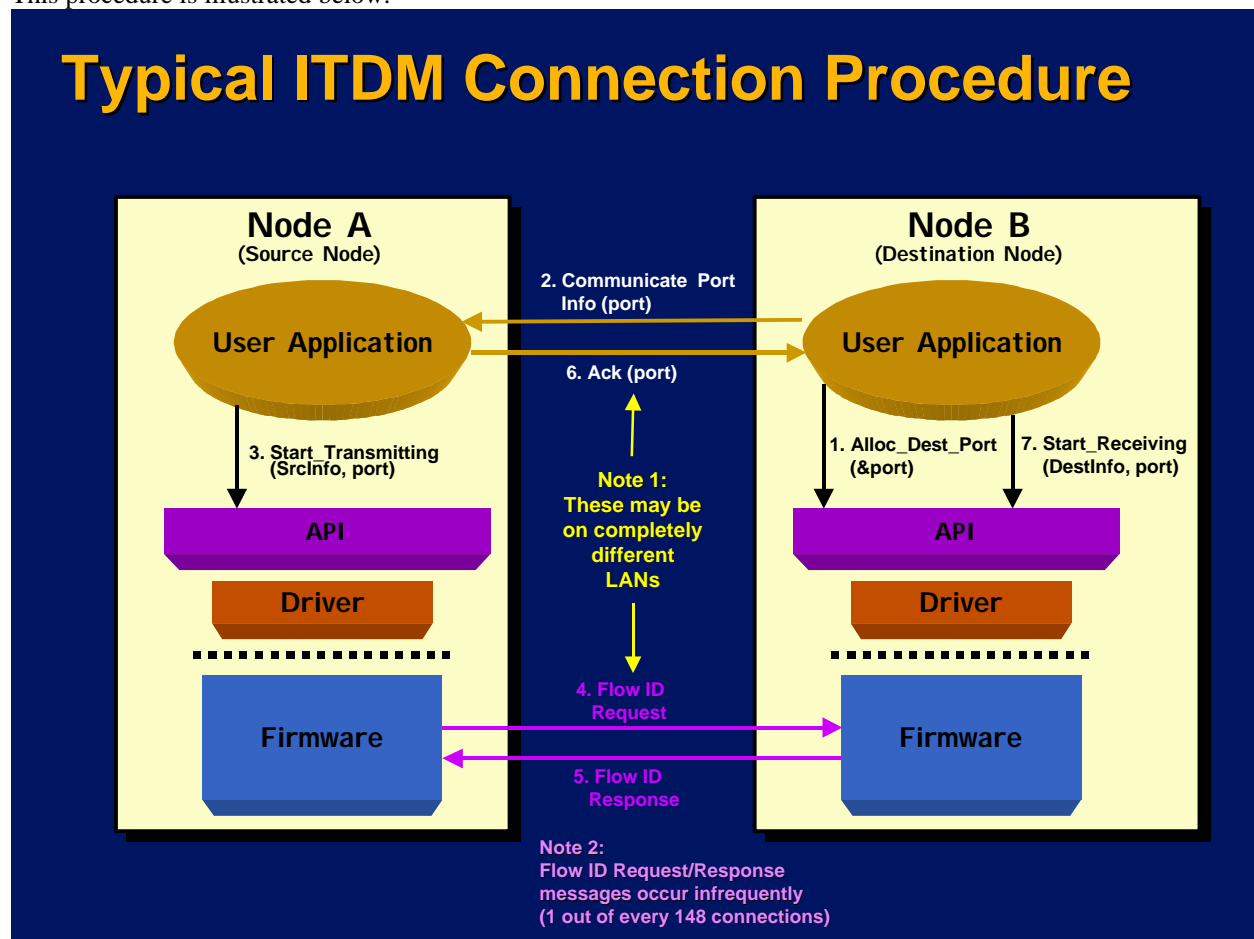 This procedure is illustrated below:
Typical ITDM Connection Procedure
Node A
(Source Node)
User Application
3. Start_Transmitting
(SrcInfo, port)
API
Driver
Firmware
2. Communicate Port
Info (port)
6. Ack (port)
Note 1:
These may be
on completely
different
LANs
4. Flow ID
Request
5. Flow ID
Response
Note 2:
Flow ID Request/Response
messages occur infrequently
(1 out of every 148 connections)
Node B
(Destination Node)
User Application
1. Alloc_Dest_Port
(&port)
7. Start_Receiving
(DestInfo, port)
API
Driver
Firmware